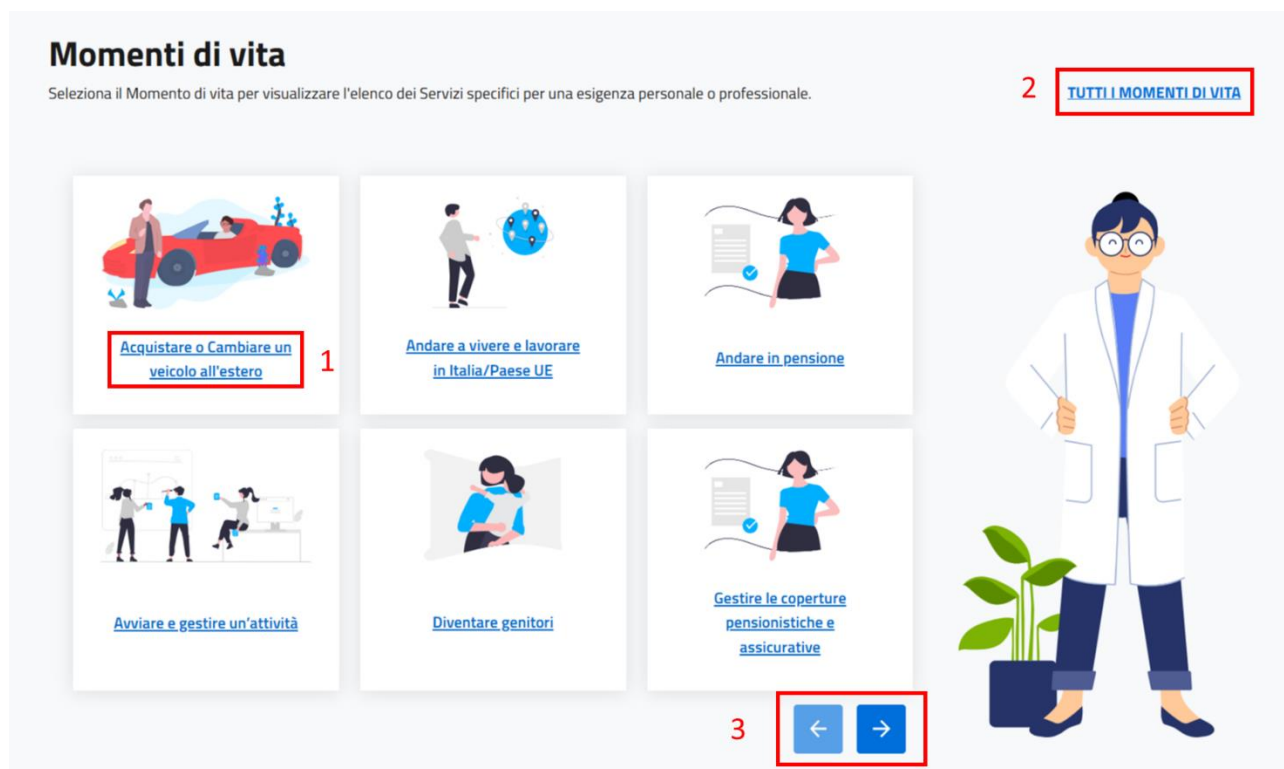 Momenti di vita
Seleziona il Momento di vita per visualizzare l'elenco dei Servizi specifici per una esigenza personale o professionale.
2
TUTTI I MOMENTI DI VITA
Acquistare o Cambiare un
veicolo all'estero
1
Andare a vivere e lavorare
in Italia/Paese UE
Andare in pensione
Avviare e gestire un’attività
Diventare genitori
Gestire le coperture
pensionistiche e
assicurative
3